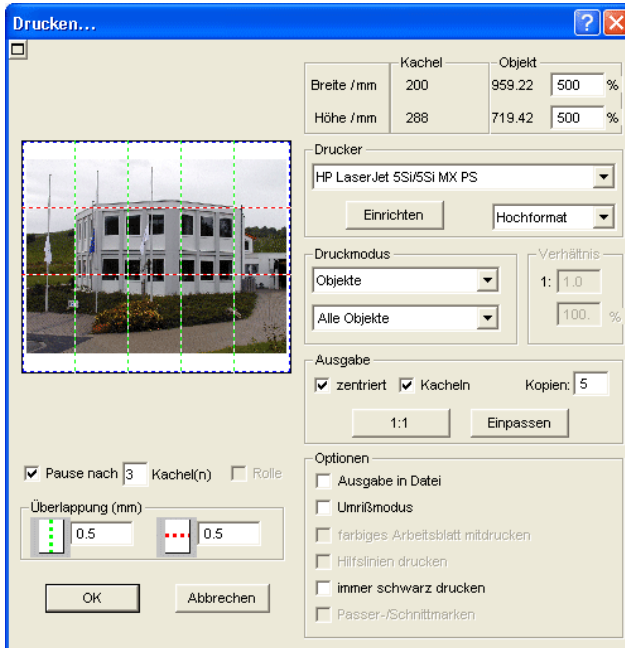 Drucken...
Kachel Objekt
Breite / mm 200 959.22 500 %
Höhe / mm 288 719.42 500 %
Drucker
HP LaserJet 5Si/5Si MX PS
Einrichten Hochformat
Druckmodus Verhältnis
Objekte 1: 1.0
Alle Objekte 100. %
Ausgabe
zentriert Kacheln Kopien: 5
1:1 Einpassen
Pause nach 3 Kachel(n) Rolle
Überlappung (mm)
0.5 0.5
OK Abbrechen
Optionen
Ausgabe in Datei
Umrißmodus
farbiges Arbeitsblatt mitdrucken
Hilfslinien drucken
immer schwarz drucken
Passer-/Schnittmarken